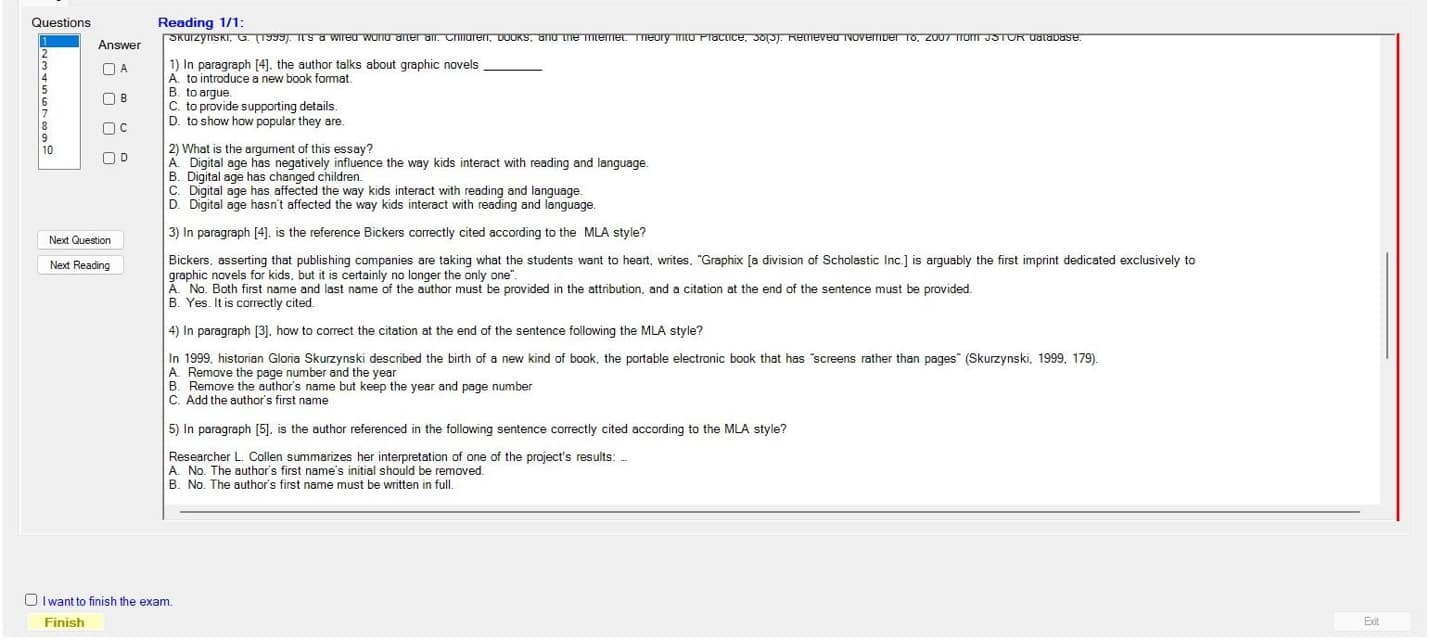 Questions
Reading 1/1:
1
2
3
4
5
6
7
8
9
10
Answer
A
B
C
D
Next Question
Next Reading
Skurzynski, G. (1999). It's a wired world after all: Children, books, and the Internet. Theory Into Practice, 38(3). Retrieved November 16, 2007 from JSTOR database.
1) In paragraph [4], the author talks about graphic novels __________
A. to introduce a new book format.
B. to argue.
C. to provide supporting details.
D. to show how popular they are.
2) What is the argument of this essay?
A. Digital age has negatively influence the way kids interact with reading and language.
B. Digital age has changed children.
C. Digital age has affected the way kids interact with reading and language.
D. Digital age hasn't affected the way kids interact with reading and language.
3) In paragraph [4], is the reference Bickers correctly cited according to the MLA style?
Bickers, asserting that publishing companies are taking what the students want to heart, writes, "Graphix [a division of Scholastic Inc.] is arguably the first imprint dedicated exclusively to
graphic novels for kids, but it is certainly no longer the only one".
A. No. Both first name and last name of the author must be provided in the attribution, and a citation at the end of the sentence must be provided.
B. Yes. It is correctly cited.
4) In paragraph [3], how to correct the citation at the end of the sentence following the MLA style?
In 1999, historian Gloria Skurzynski described the birth of a new kind of book, the portable electronic book that has "screens rather than pages" (Skurzynski, 1999, 179).
A. Remove the page number and the year
B. Remove the author's name but keep the year and page number
C. Add the author's first name
5) In paragraph [5], is the author referenced in the following sentence correctly cited according to the MLA style?
Researcher L. Collen summarizes her interpretation of one of the project's results: ...
A. No. The author's first name's initial should be removed.
B. No. The author's first name must be written in full.
I want to finish the exam.
Finish
Exit